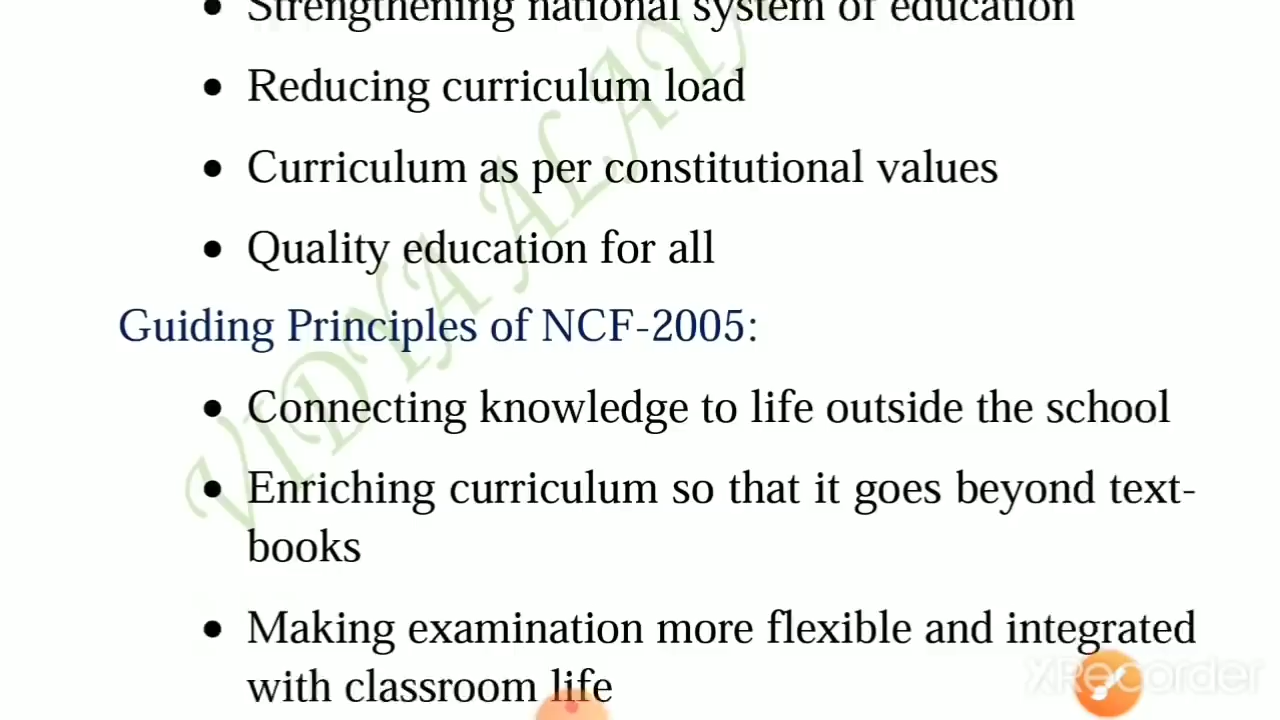 • Strengthening national system of education
• Reducing curriculum load
• Curriculum as per constitutional values
• Quality education for all
Guiding Principles of NCF-2005:
• Connecting knowledge to life outside the school
• Enriching curriculum so that it goes beyond text-
books
• Making examination more flexible and integrated
with classroom life
VIDYA ALAY
XRecorder